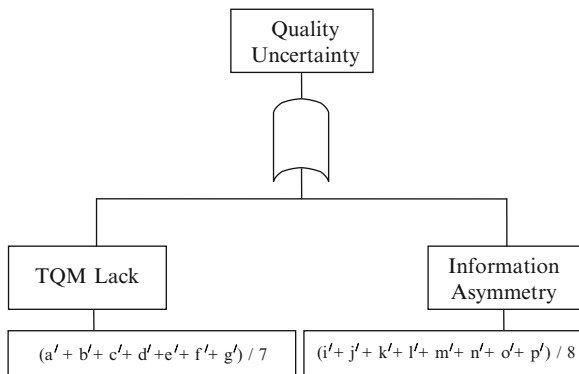 Quality
Uncertainty
TQM Lack
Information
Asymmetry
(a′ + b′+ c′+ d′+e′+ f′+ g′) / 7
(i′+ j′+ k′+ l′+ m′+ n′+ o′+ p′) / 8